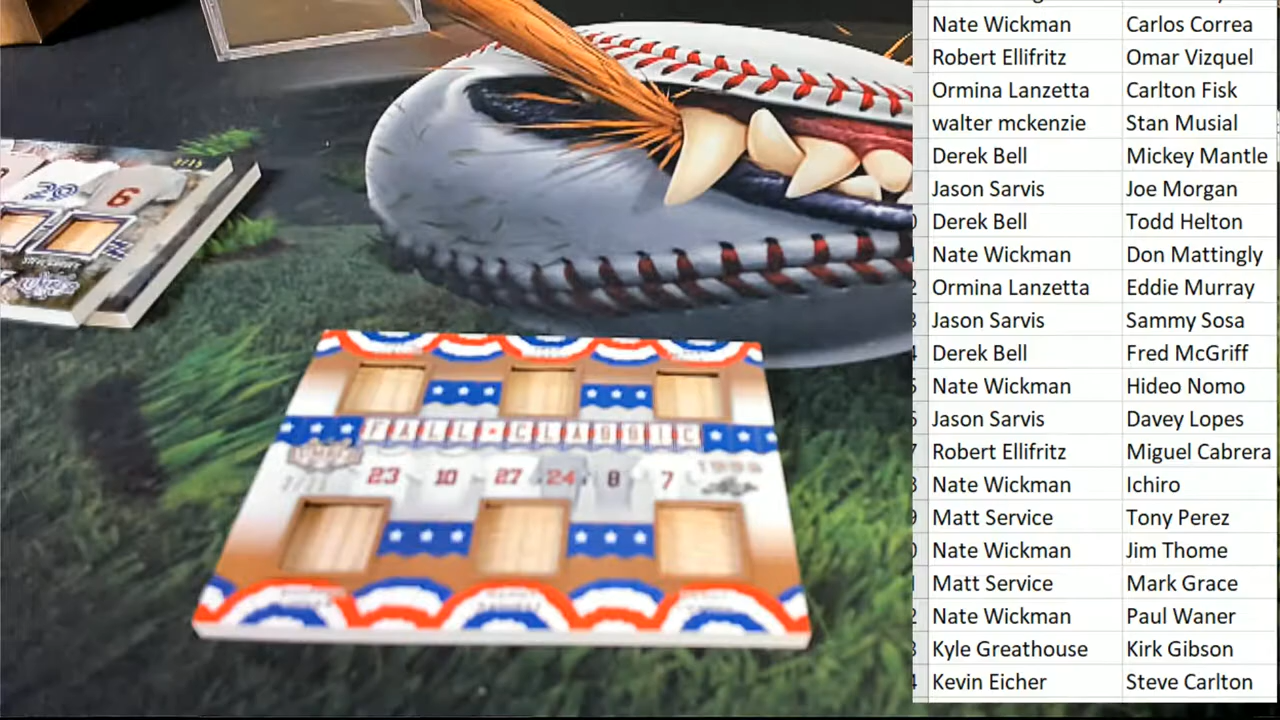 Nate Wickman Carlos Correa
Robert Ellifritz Omar Vizquel
Ormina Lanzetta Carlton Fisk
walter mckenzie Stan Musial
Derek Bell Mickey Mantle
Jason Sarvis Joe Morgan
Derek Bell Todd Helton
Nate Wickman Don Mattingly
Ormina Lanzetta Eddie Murray
Jason Sarvis Sammy Sosa
Derek Bell Fred McGriff
Nate Wickman Hideo Nomo
Jason Sarvis Davey Lopes
Robert Ellifritz Miguel Cabrera
Nate Wickman Ichiro
Matt Service Tony Perez
Nate Wickman Jim Thome
Matt Service Mark Grace
Nate Wickman Paul Waner
Kyle Greathouse Kirk Gibson
Kevin Eicher Steve Carlton
29 6
FALL CLASSIC
23 10 27 24 8 7